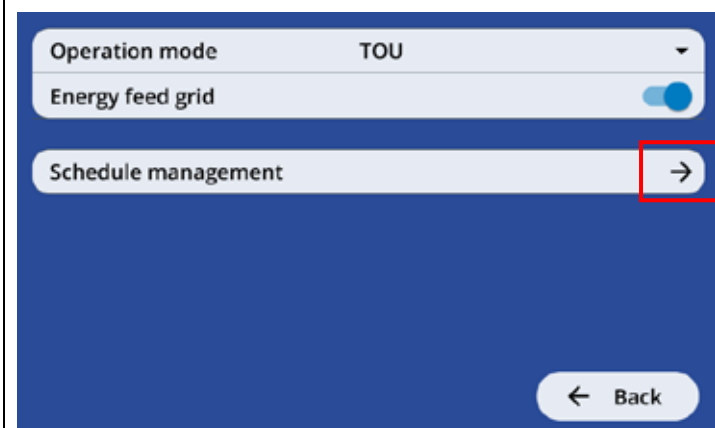 Operation mode TOU
Energy feed grid
Schedule management
Back